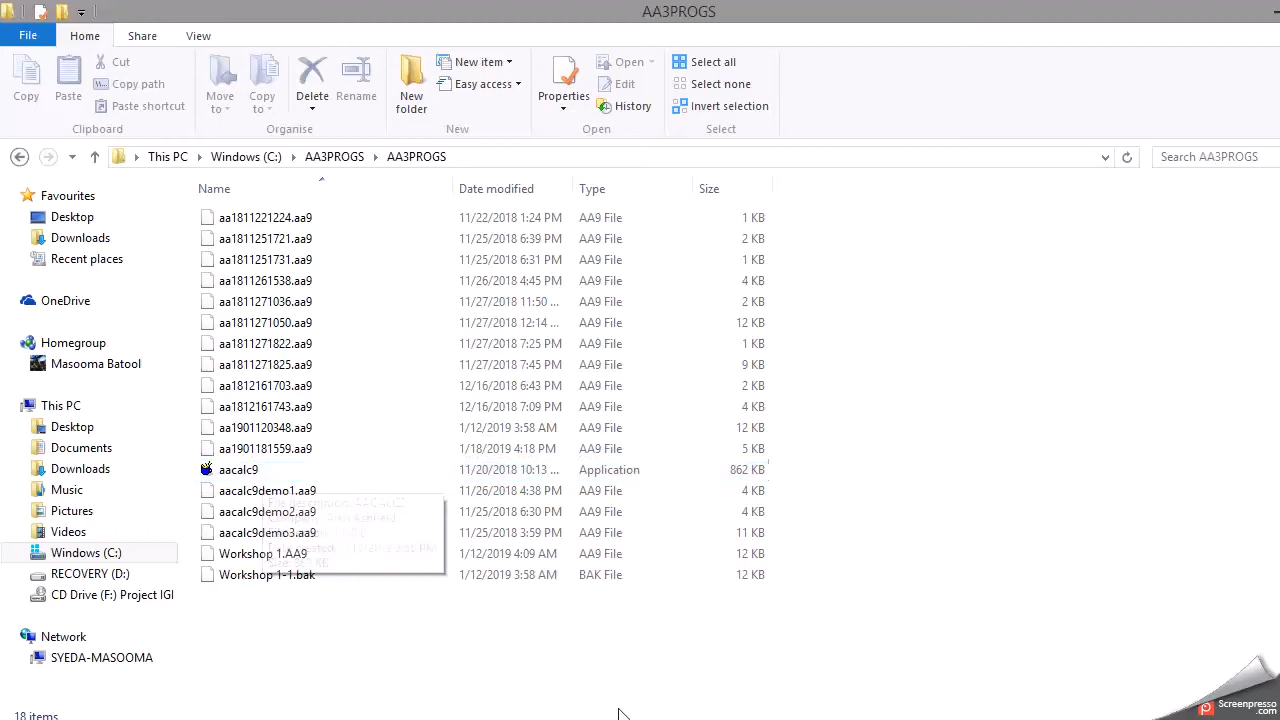 AA3PROGS
File Home Share View
Copy
Paste
Cut
Copy path
Paste shortcut
Clipboard
Move to
Copy to
Delete
Rename
Organise
New folder
New item
Easy access
New
Properties
Open
Edit
History
Open
Select all
Select none
Invert selection
Select
This PC Windows (C:) AA3PROGS AA3PROGS
Search AA3PROGS
Favourites
Desktop
Downloads
Recent places
OneDrive
Homegroup
Masooma Batool
This PC
Desktop
Documents
Downloads
Music
Pictures
Videos
Windows (C:)
RECOVERY (D:)
CD Drive (F:) Project IGI
Network
SYEDA-MASOOMA
Name Date modified Type Size
aa1811221224.aa9 11/22/2018 1:24 PM AA9 File 1 KB
aa1811251721.aa9 11/25/2018 6:39 PM AA9 File 2 KB
aa1811251731.aa9 11/25/2018 6:31 PM AA9 File 1 KB
aa1811261538.aa9 11/26/2018 4:45 PM AA9 File 4 KB
aa1811271036.aa9 11/27/2018 11:50 ... AA9 File 2 KB
aa1811271050.aa9 11/27/2018 12:14 ... AA9 File 12 KB
aa1811271822.aa9 11/27/2018 7:25 PM AA9 File 1 KB
aa1811271825.aa9 11/27/2018 7:45 PM AA9 File 9 KB
aa1812161703.aa9 12/16/2018 6:43 PM AA9 File 2 KB
aa1812161743.aa9 12/16/2018 7:09 PM AA9 File 4 KB
aa1901120348.aa9 1/12/2019 3:58 AM AA9 File 12 KB
aa1901181559.aa9 1/18/2019 4:18 PM AA9 File 5 KB
aacalc9 11/20/2018 10:13 ... Application 862 KB
aacalc9demo1.aa9 11/26/2018 4:38 PM AA9 File 4 KB
aacalc9demo2.aa9 11/25/2018 6:30 PM AA9 File 4 KB
aacalc9demo3.aa9 11/25/2018 3:59 PM AA9 File 11 KB
Workshop 1.AA9 1/12/2019 4:09 AM AA9 File 12 KB
Workshop 1-1.bak 1/12/2019 3:58 AM BAK File 12 KB
18 items
Screenpresso
.com